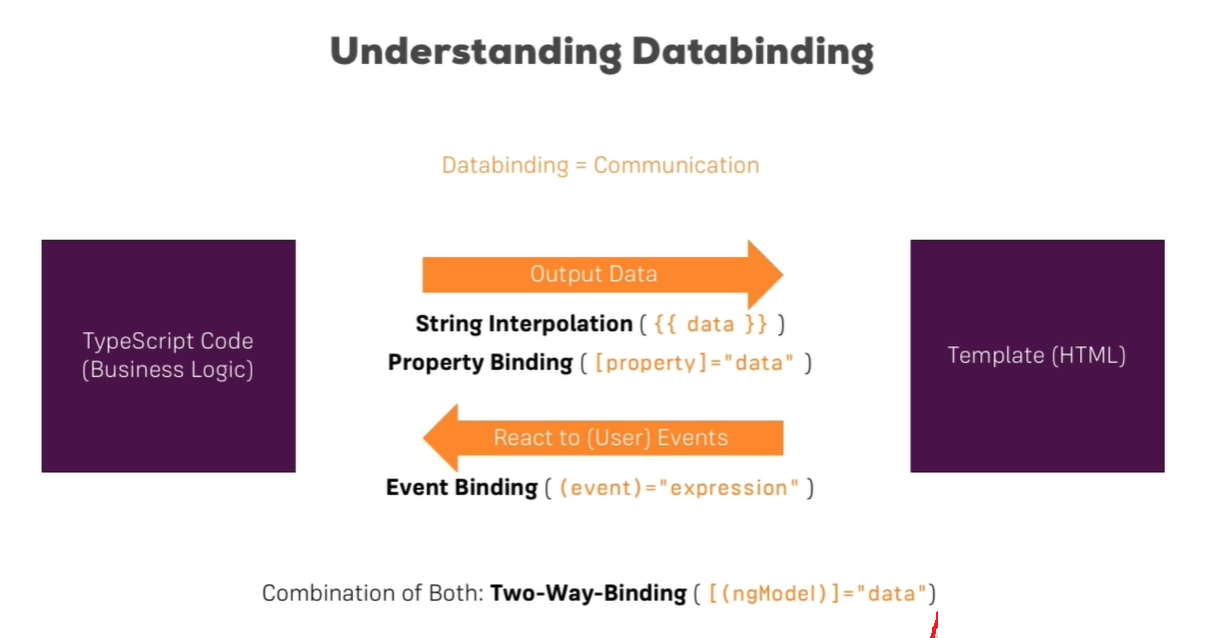 Understanding Databinding
Databinding = Communication
Output Data
String Interpolation ( {{ data }} )
Property Binding ( [property]="data" )
TypeScript Code
(Business Logic)
Template (HTML)
React to (User) Events
Event Binding ( (event)="expression" )
Combination of Both: Two-Way-Binding ( [(ngModel)]="data")